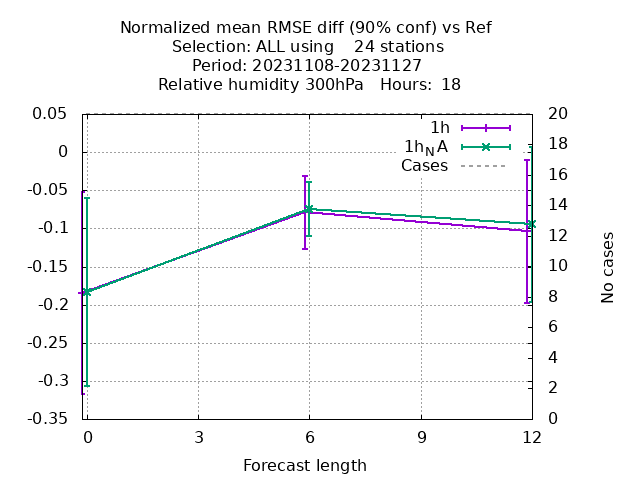 Normalized mean RMSE diff (90% conf) vs Ref
Selection: ALL using    24 stations
Period: 20231108-20231127
Relative humidity 300hPa   Hours:  18
0.05
0
-0.05
-0.1
-0.15
-0.2
-0.25
-0.3
-0.35
1h
1h_NA
Cases
20
18
16
14
12
10
8
6
4
2
0
No cases
0 3 6 9 12
Forecast length